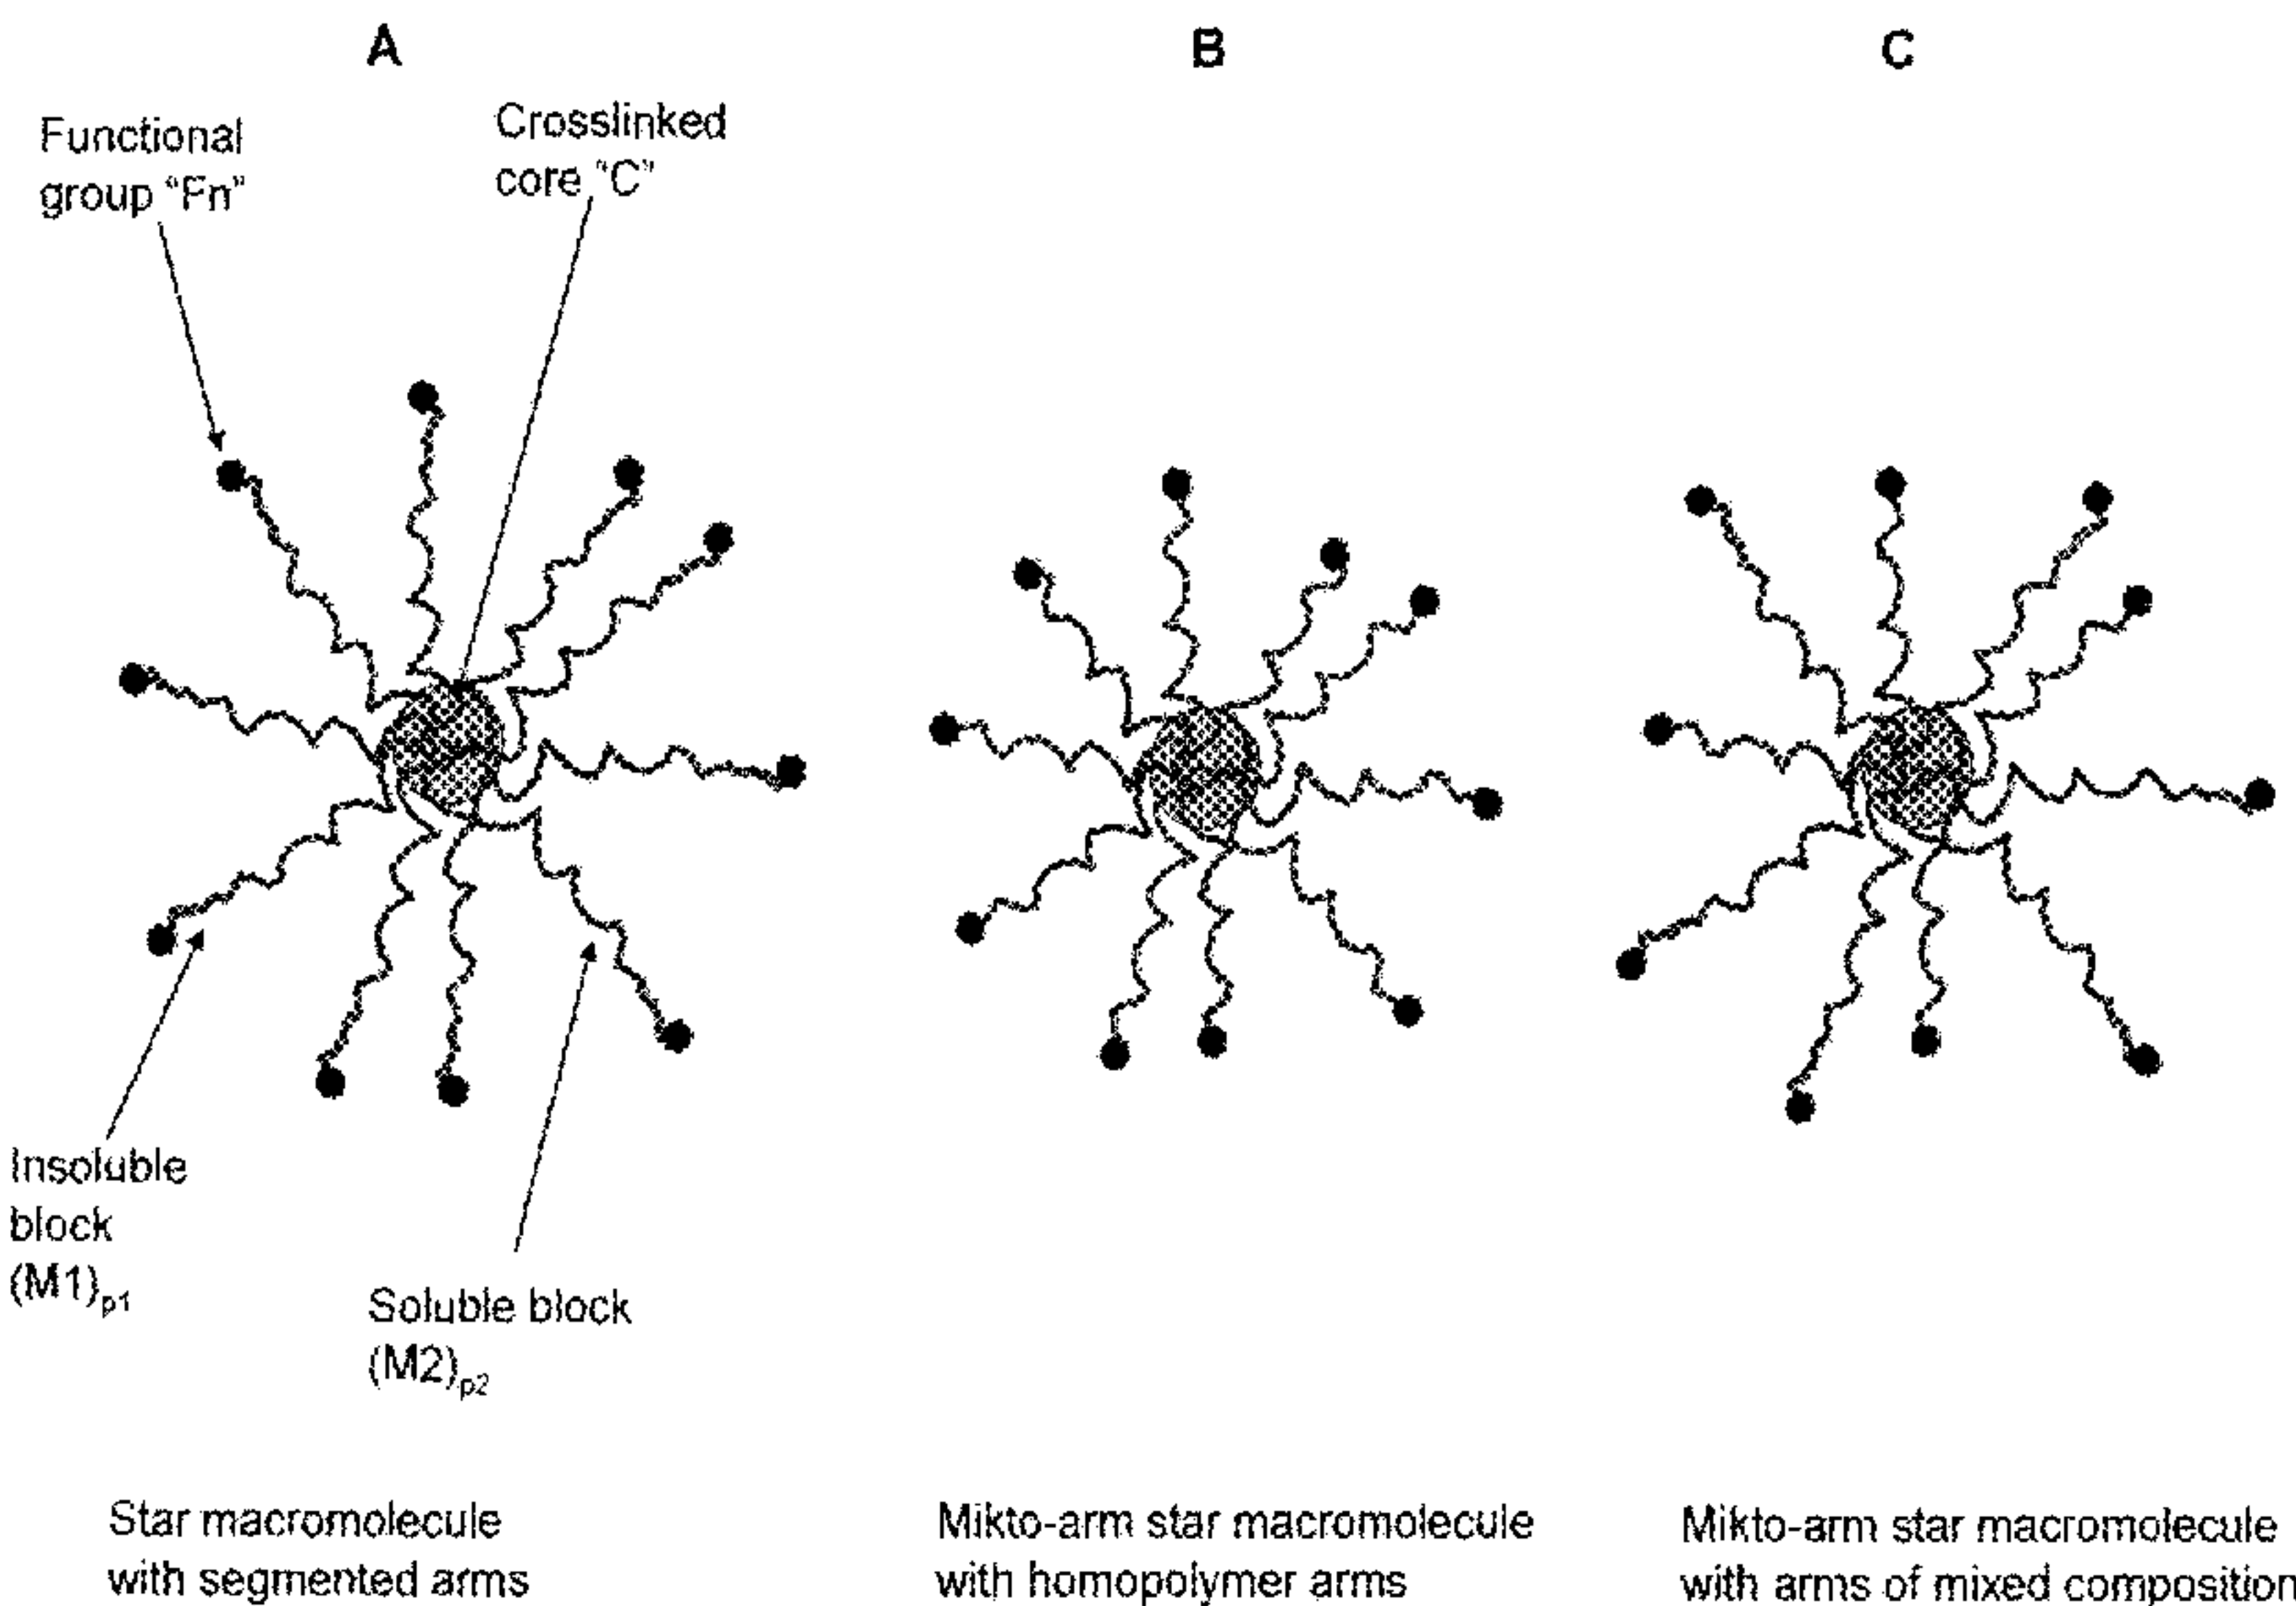 A
B
C
Functional
group “Fn”
Crosslinked
core “C”
Insoluble
block
(M1)p1
Soluble block
(M2)p2
Star macromolecule
with segmented arms
Mikto-arm star macromolecule
with homopolymer arms
Mikto-arm star macromolecule
with arms of mixed composition